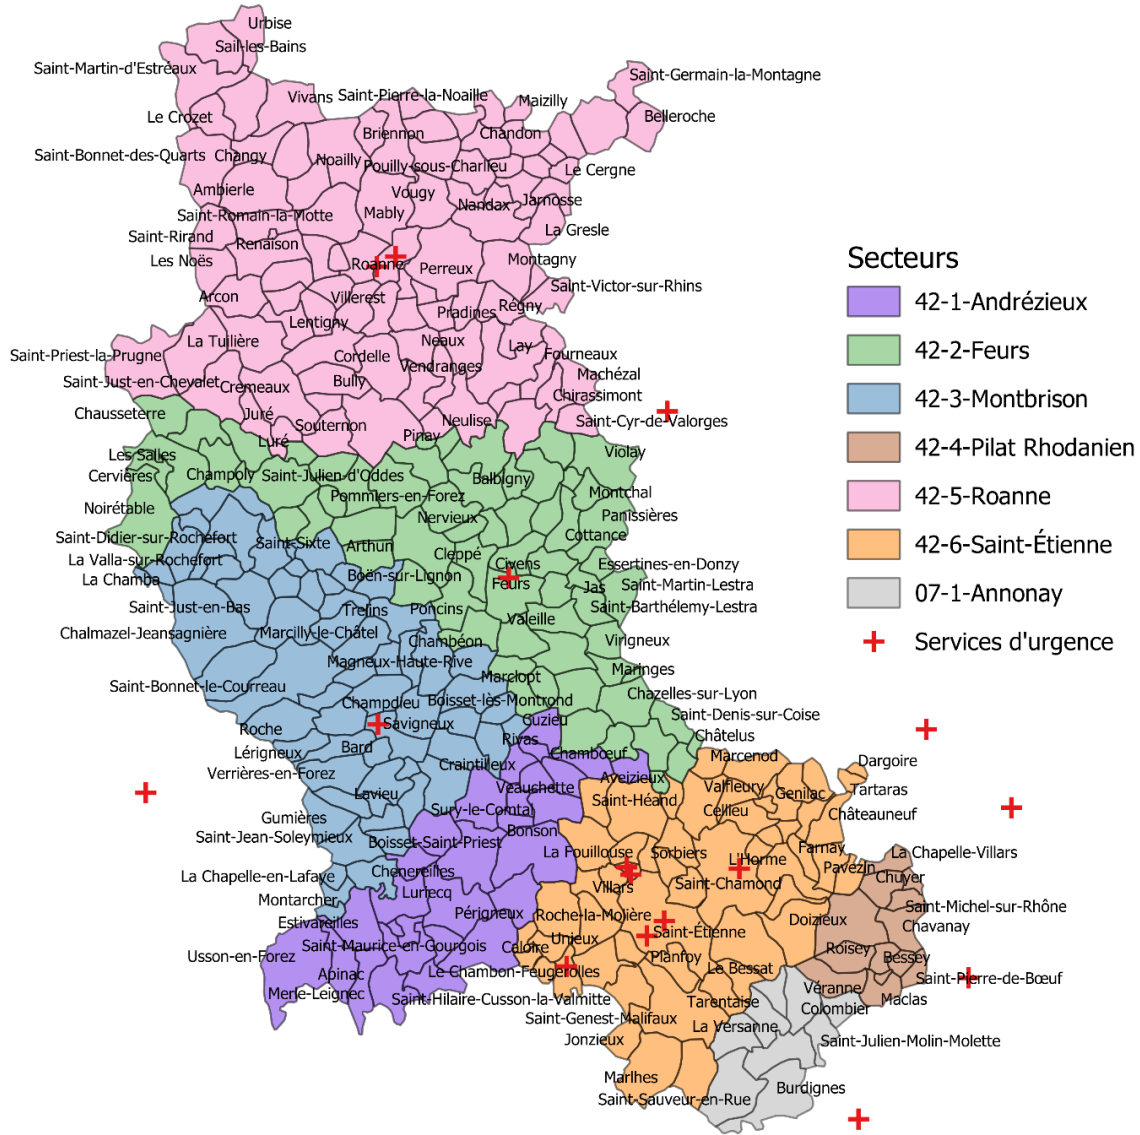 Urbise
Sail-les-Bains
Saint-Martin-d'Estréaux
Saint-Germain-la-Montagne
Vivans
Saint-Pierre-la-Noaille
Maizilly
Le Crozet
Belleroche
Briennon
Chandon
Saint-Bonnet-des-Quarts
Changy
Noailly
Pouilly-sous-Charlieu
Le Cergne
Ambierle
Vougy
Nandax
Jarnosse
Saint-Romain-la-Motte
Mably
Saint-Rirand
Renaison
La Gresle
Les Noës
Roanne
Perreux
Montagny
Saint-Victor-sur-Rhins
Arcon
Villerest
Pradines
Régny
Lentigny
La Tuilière
Neaux
Lay
Saint-Priest-la-Prugne
Cordelle
Vendranges
Fourneaux
Machézal
Saint-Just-en-Chevalet
Cremeaux
Bully
Chirassimont
Chausseterre
Juré
Souternon
Neulise
Saint-Cyr-de-Valorges
Luré
Pinay
Les Salles
Violay
Cervières
Champoly
Saint-Julien-d'Oddes
Balbigny
Pommiers-en-Forez
Montchal
Noirétable
Nervieux
Panissières
Saint-Didier-sur-Rochefort
Saint-Sixte
Arthun
Cottance
La Valla-sur-Rochefort
Cleppé
Civens
Essertines-en-Donzy
La Chamba
Boën-sur-Lignon
Feurs
Jas
Saint-Martin-Lestra
Saint-Just-en-Bas
Trelins
Poncins
Valeille
Saint-Barthélemy-Lestra
Chalmazel-Jeansagnière
Marcilly-le-Châtel
Chambéon
Virigneux
Magneux-Haute-Rive
Marclopt
Maringes
Saint-Bonnet-le-Courreau
Champdieu
Boisset-lès-Montrond
Chazelles-sur-Lyon
Savigneux
Cuzieu
Saint-Denis-sur-Coise
Roche
Bard
Rivas
Châtelus
Lérigneux
Craintilleux
Chambœuf
Marcenod
Dargoire
Verrières-en-Forez
Aveizieux
Lavieu
Veauchette
Saint-Héand
Valfleury
Genilac
Tartaras
Gumières
Sury-le-Comtal
Cellieu
Châteauneuf
Saint-Jean-Soleymieux
Boisset-Saint-Priest
Bonson
La Fouillouse
Sorbiers
L'Horme
Farnay
La Chapelle-Villars
La Chapelle-en-Lafaye
Chenereilles
Villars
Saint-Chamond
Pavezin
Chuyer
Montarcher
Luriecq
Estivareilles
Périgneux
Roche-la-Molière
Saint-Étienne
Doizieux
Saint-Michel-sur-Rhône
Chavanay
Usson-en-Forez
Saint-Maurice-en-Gourgois
Caloire
Unieux
Planfoy
Roisey
Bessey
Apinac
Le Chambon-Feugerolles
Le Bessat
Saint-Pierre-de-Bœuf
Merle-Leignec
Saint-Hilaire-Cusson-la-Valmitte
Tarentaise
Véranne
Maclas
Colombier
Saint-Genest-Malifaux
La Versanne
Jonzieux
Saint-Julien-Molin-Molette
Marlhes
Burdignes
Saint-Sauveur-en-Rue
Secteurs
42-1-Andrézieux
42-2-Feurs
42-3-Montbrison
42-4-Pilat Rhodanien
42-5-Roanne
42-6-Saint-Étienne
07-1-Annonay
Services d'urgence